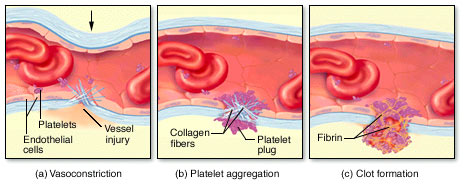 Platelets
Endothelial
cells
Vessel
injury
(a) Vasoconstriction
Collagen
fibers
Platelet
plug
(b) Platelet aggregation
Fibrin
(c) Clot formation